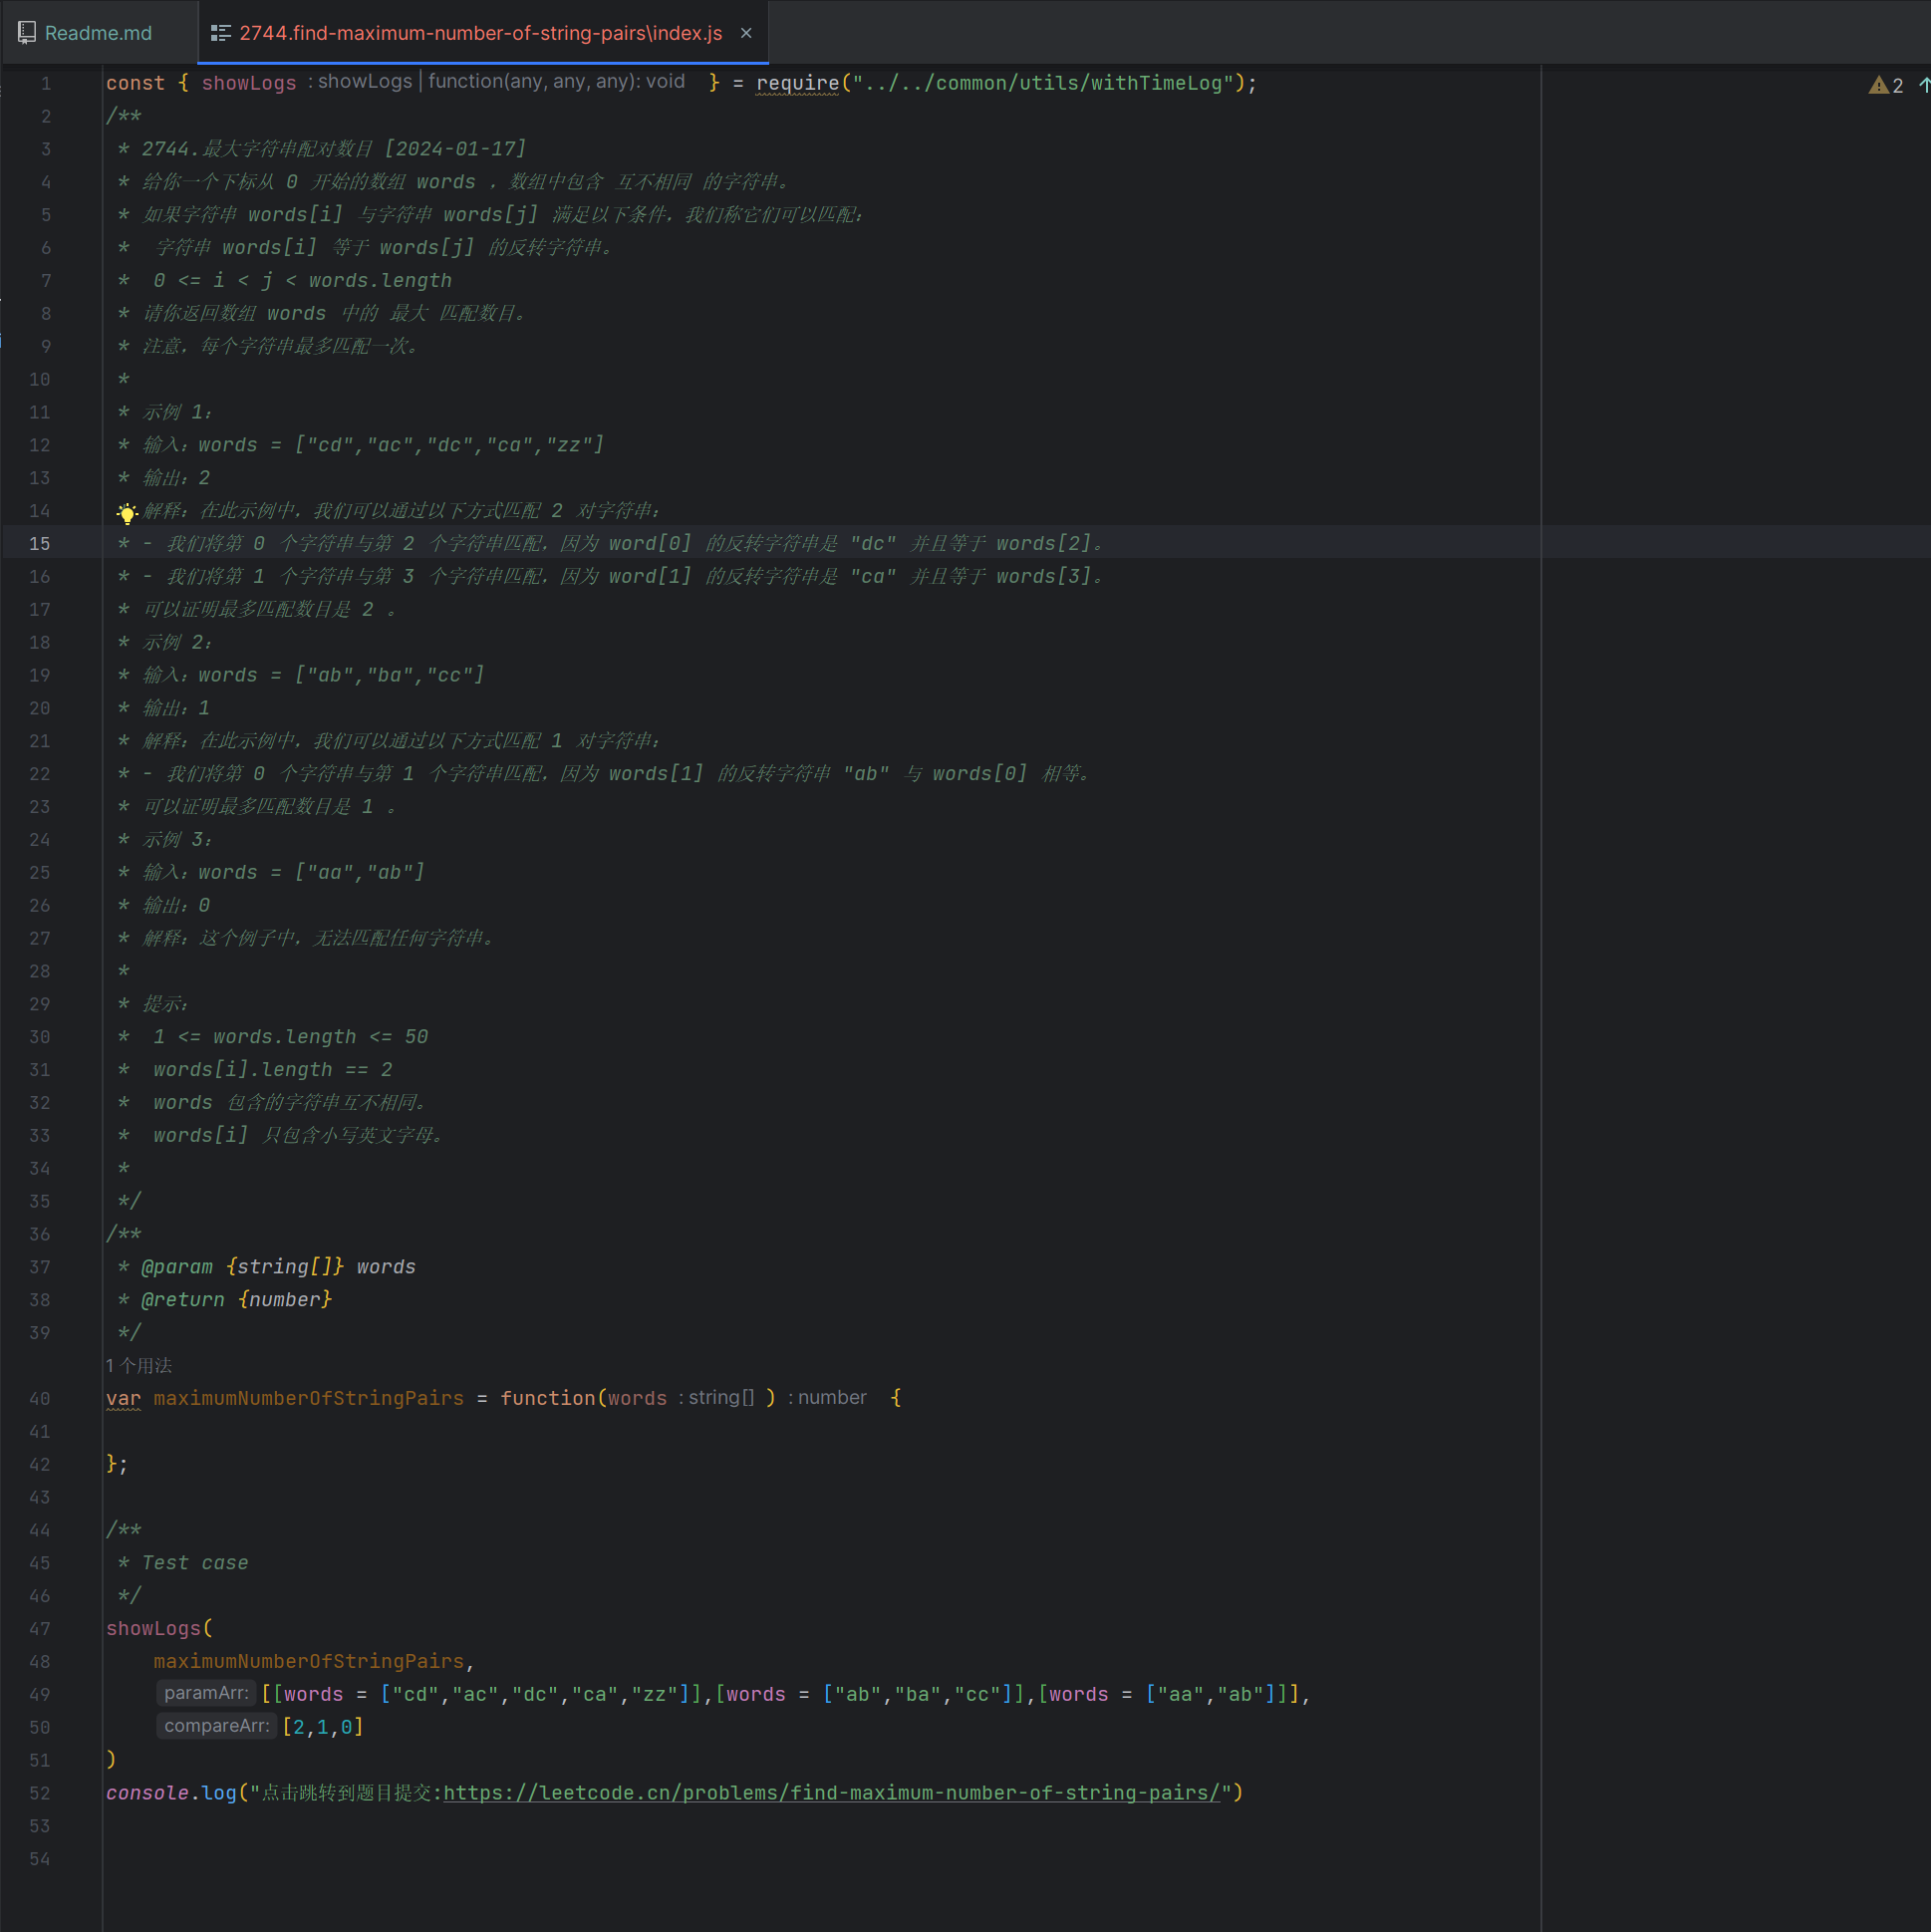 Readme.md
2744.find-maximum-number-of-string-pairs\index.js
2
1 const { showLogs : showLogs | function(any, any, any): void } = require("../../common/utils/withTimeLog");
2 /**
3 * 2744.最大字符串配对数目 [2024-01-17]
4 * 给你一个下标从 0 开始的数组 words ，数组中包含 互不相同 的字符串。
5 * 如果字符串 words[i] 与字符串 words[j] 满足以下条件，我们称它们可以匹配：
6 *  字符串 words[i] 等于 words[j] 的反转字符串。
7 *  0 <= i < j < words.length
8 * 请你返回数组 words 中的 最大 匹配数目。
9 * 注意，每个字符串最多匹配一次。
10 *
11 * 示例 1：
12 * 输入：words = ["cd","ac","dc","ca","zz"]
13 * 输出：2
14 解释：在此示例中，我们可以通过以下方式匹配 2 对字符串：
15 * - 我们将第 0 个字符串与第 2 个字符串匹配，因为 word[0] 的反转字符串是 "dc" 并且等于 words[2]。
16 * - 我们将第 1 个字符串与第 3 个字符串匹配，因为 word[1] 的反转字符串是 "ca" 并且等于 words[3]。
17 * 可以证明最多匹配数目是 2 。
18 * 示例 2：
19 * 输入：words = ["ab","ba","cc"]
20 * 输出：1
21 * 解释：在此示例中，我们可以通过以下方式匹配 1 对字符串：
22 * - 我们将第 0 个字符串与第 1 个字符串匹配，因为 words[1] 的反转字符串 "ab" 与 words[0] 相等。
23 * 可以证明最多匹配数目是 1 。
24 * 示例 3：
25 * 输入：words = ["aa","ab"]
26 * 输出：0
27 * 解释：这个例子中，无法匹配任何字符串。
28 *
29 * 提示：
30 *  1 <= words.length <= 50
31 *  words[i].length == 2
32 *  words 包含的字符串互不相同。
33 *  words[i] 只包含小写英文字母。
34 *
35 */
36 /**
37 * @param {string[]} words
38 * @return {number}
39 */
1 个用法
40 var maximumNumberOfStringPairs = function(words : string[] ) : number {
41
42 };
43
44 /**
45 * Test case
46 */
47 showLogs(
48 maximumNumberOfStringPairs,
49 paramArr: [[words = ["cd","ac","dc","ca","zz"]],[words = ["ab","ba","cc"]],[words = ["aa","ab"]]],
50 compareArr: [2,1,0]
51 )
52 console.log("点击跳转到题目提交:https://leetcode.cn/problems/find-maximum-number-of-string-pairs/")
53
54